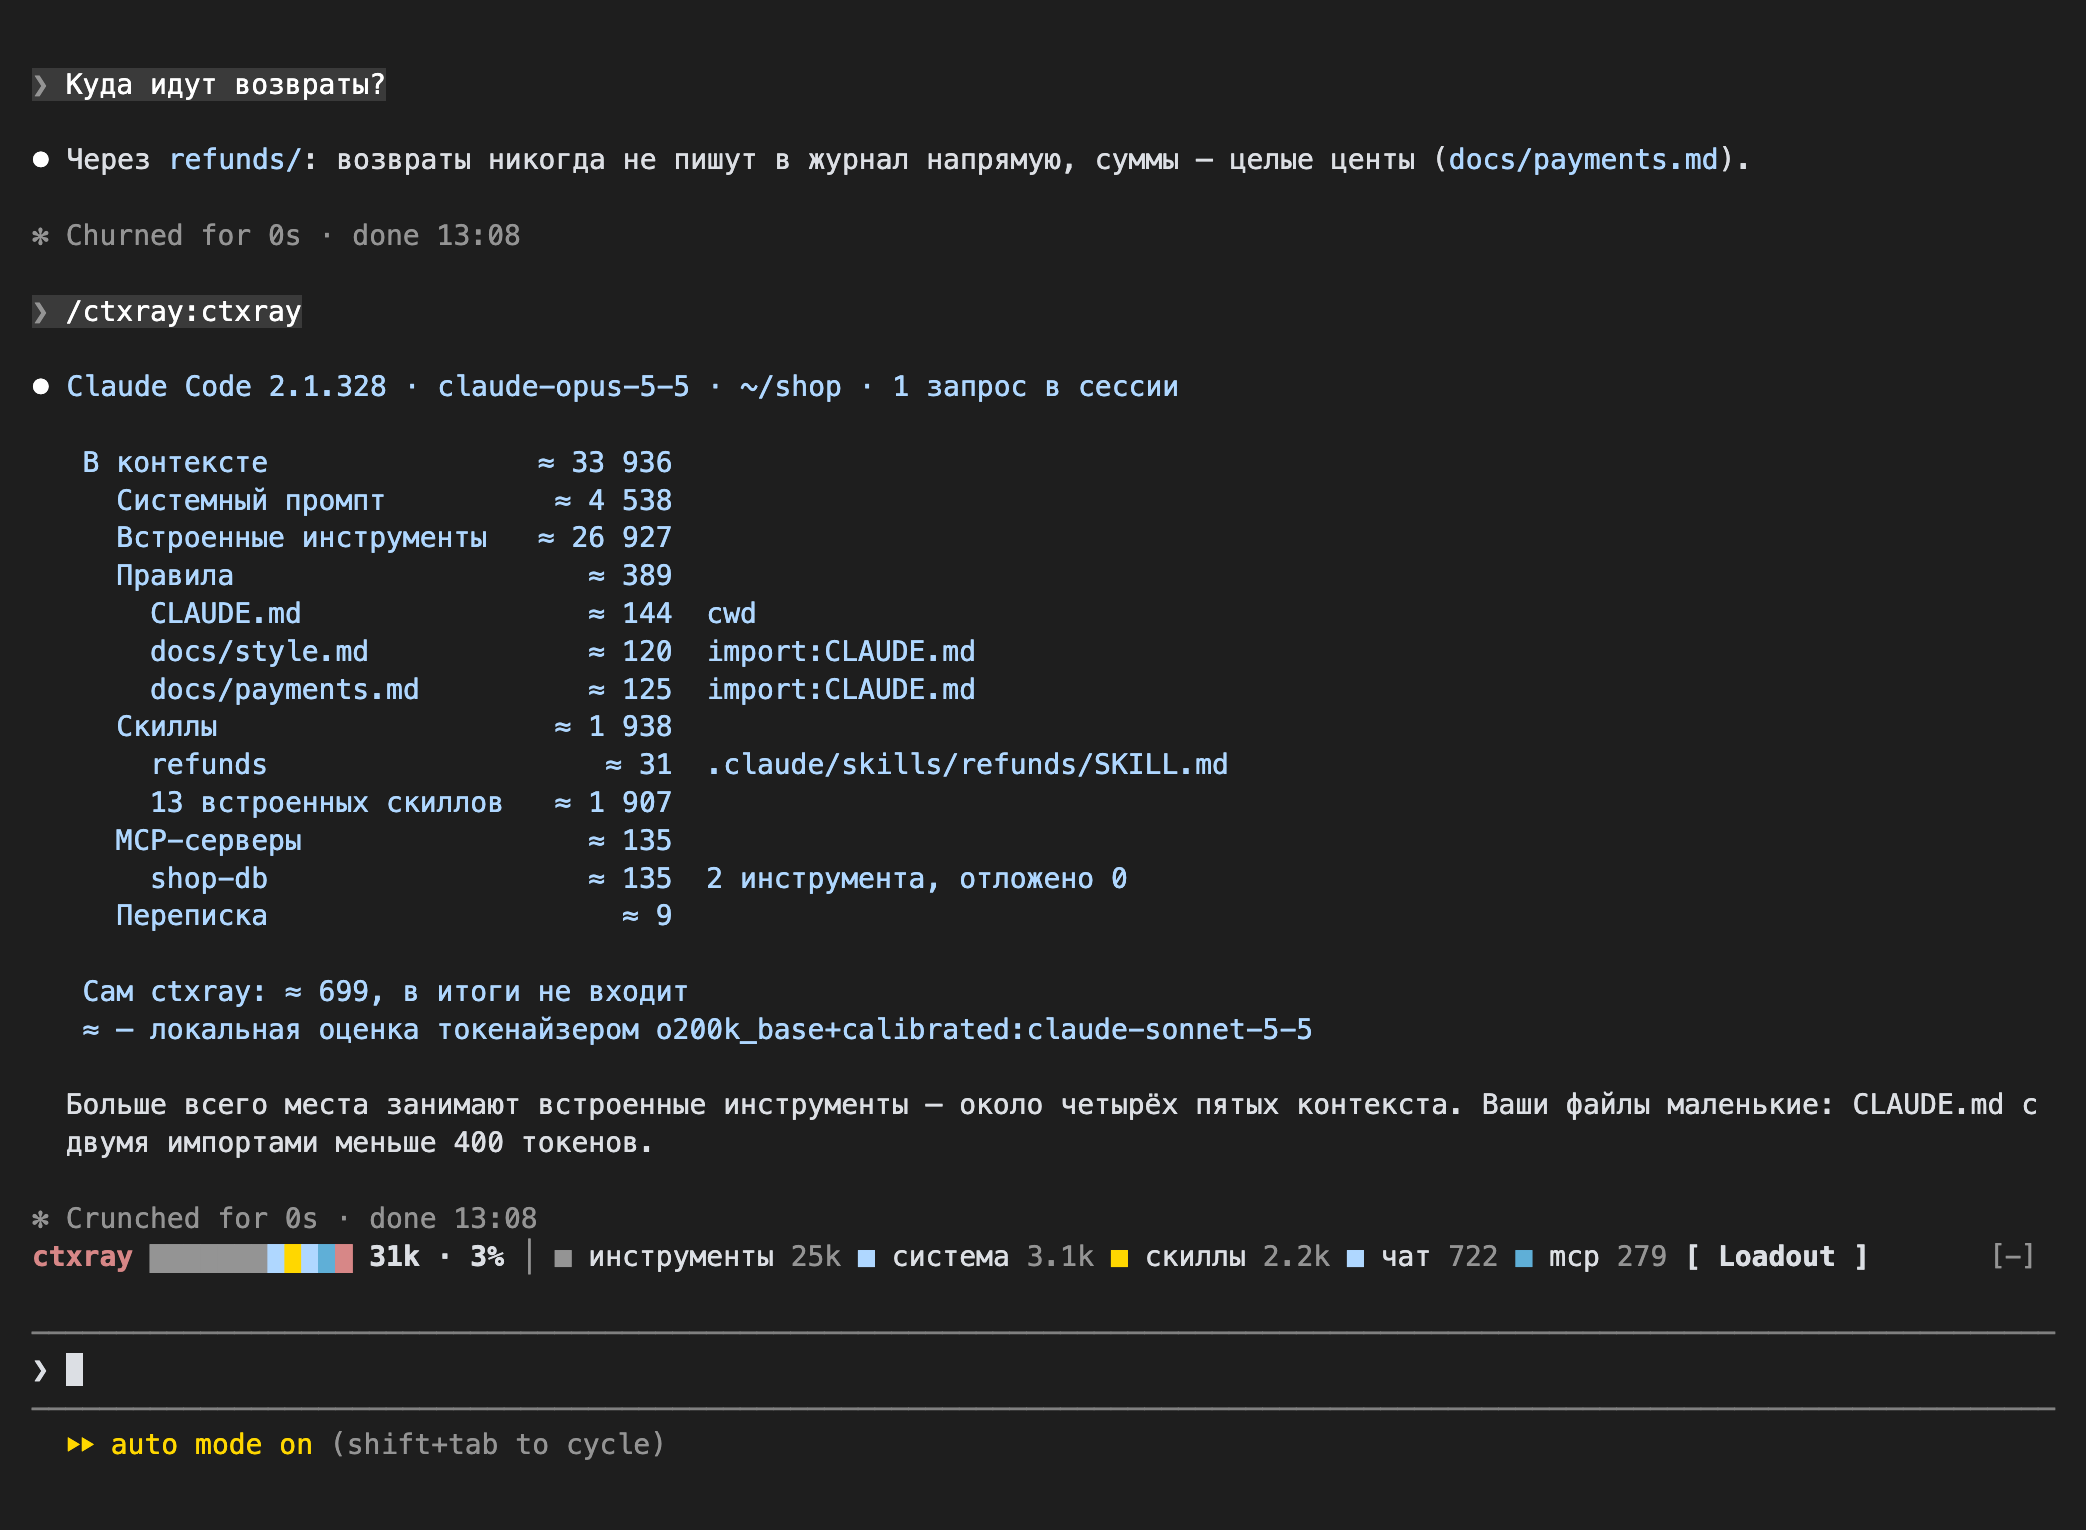 ❯ Куда идут возвраты?
● Через refunds/: возвраты никогда не пишут в журнал напрямую, суммы — целые центы (docs/payments.md).
✻ Churned for 0s · done 13:08
❯ /ctxray:ctxray
● Claude Code 2.1.328 · claude-opus-5-5 · ~/shop · 1 запрос в сессии
В контексте ≈ 33 936
Системный промпт ≈ 4 538
Встроенные инструменты ≈ 26 927
Правила ≈ 389
CLAUDE.md ≈ 144 cwd
docs/style.md ≈ 120 import:CLAUDE.md
docs/payments.md ≈ 125 import:CLAUDE.md
Скиллы ≈ 1 938
refunds ≈ 31 .claude/skills/refunds/SKILL.md
13 встроенных скиллов ≈ 1 907
MCP-серверы ≈ 135
shop-db ≈ 135 2 инструмента, отложено 0
Переписка ≈ 9
Сам ctxray: ≈ 699, в итоги не входит
≈ — локальная оценка токенайзером o200k_base+calibrated:claude-sonnet-5-5
Больше всего места занимают встроенные инструменты — около четырёх пятых контекста. Ваши файлы маленькие: CLAUDE.md с
двумя импортами меньше 400 токенов.
✻ Crunched for 0s · done 13:08
ctxray 31k · 3% │ ■ инструменты 25k ■ система 3.1k ■ скиллы 2.2k ■ чат 722 ■ mcp 279 [ Loadout ] [−]
❯
⏵⏵ auto mode on (shift+tab to cycle)